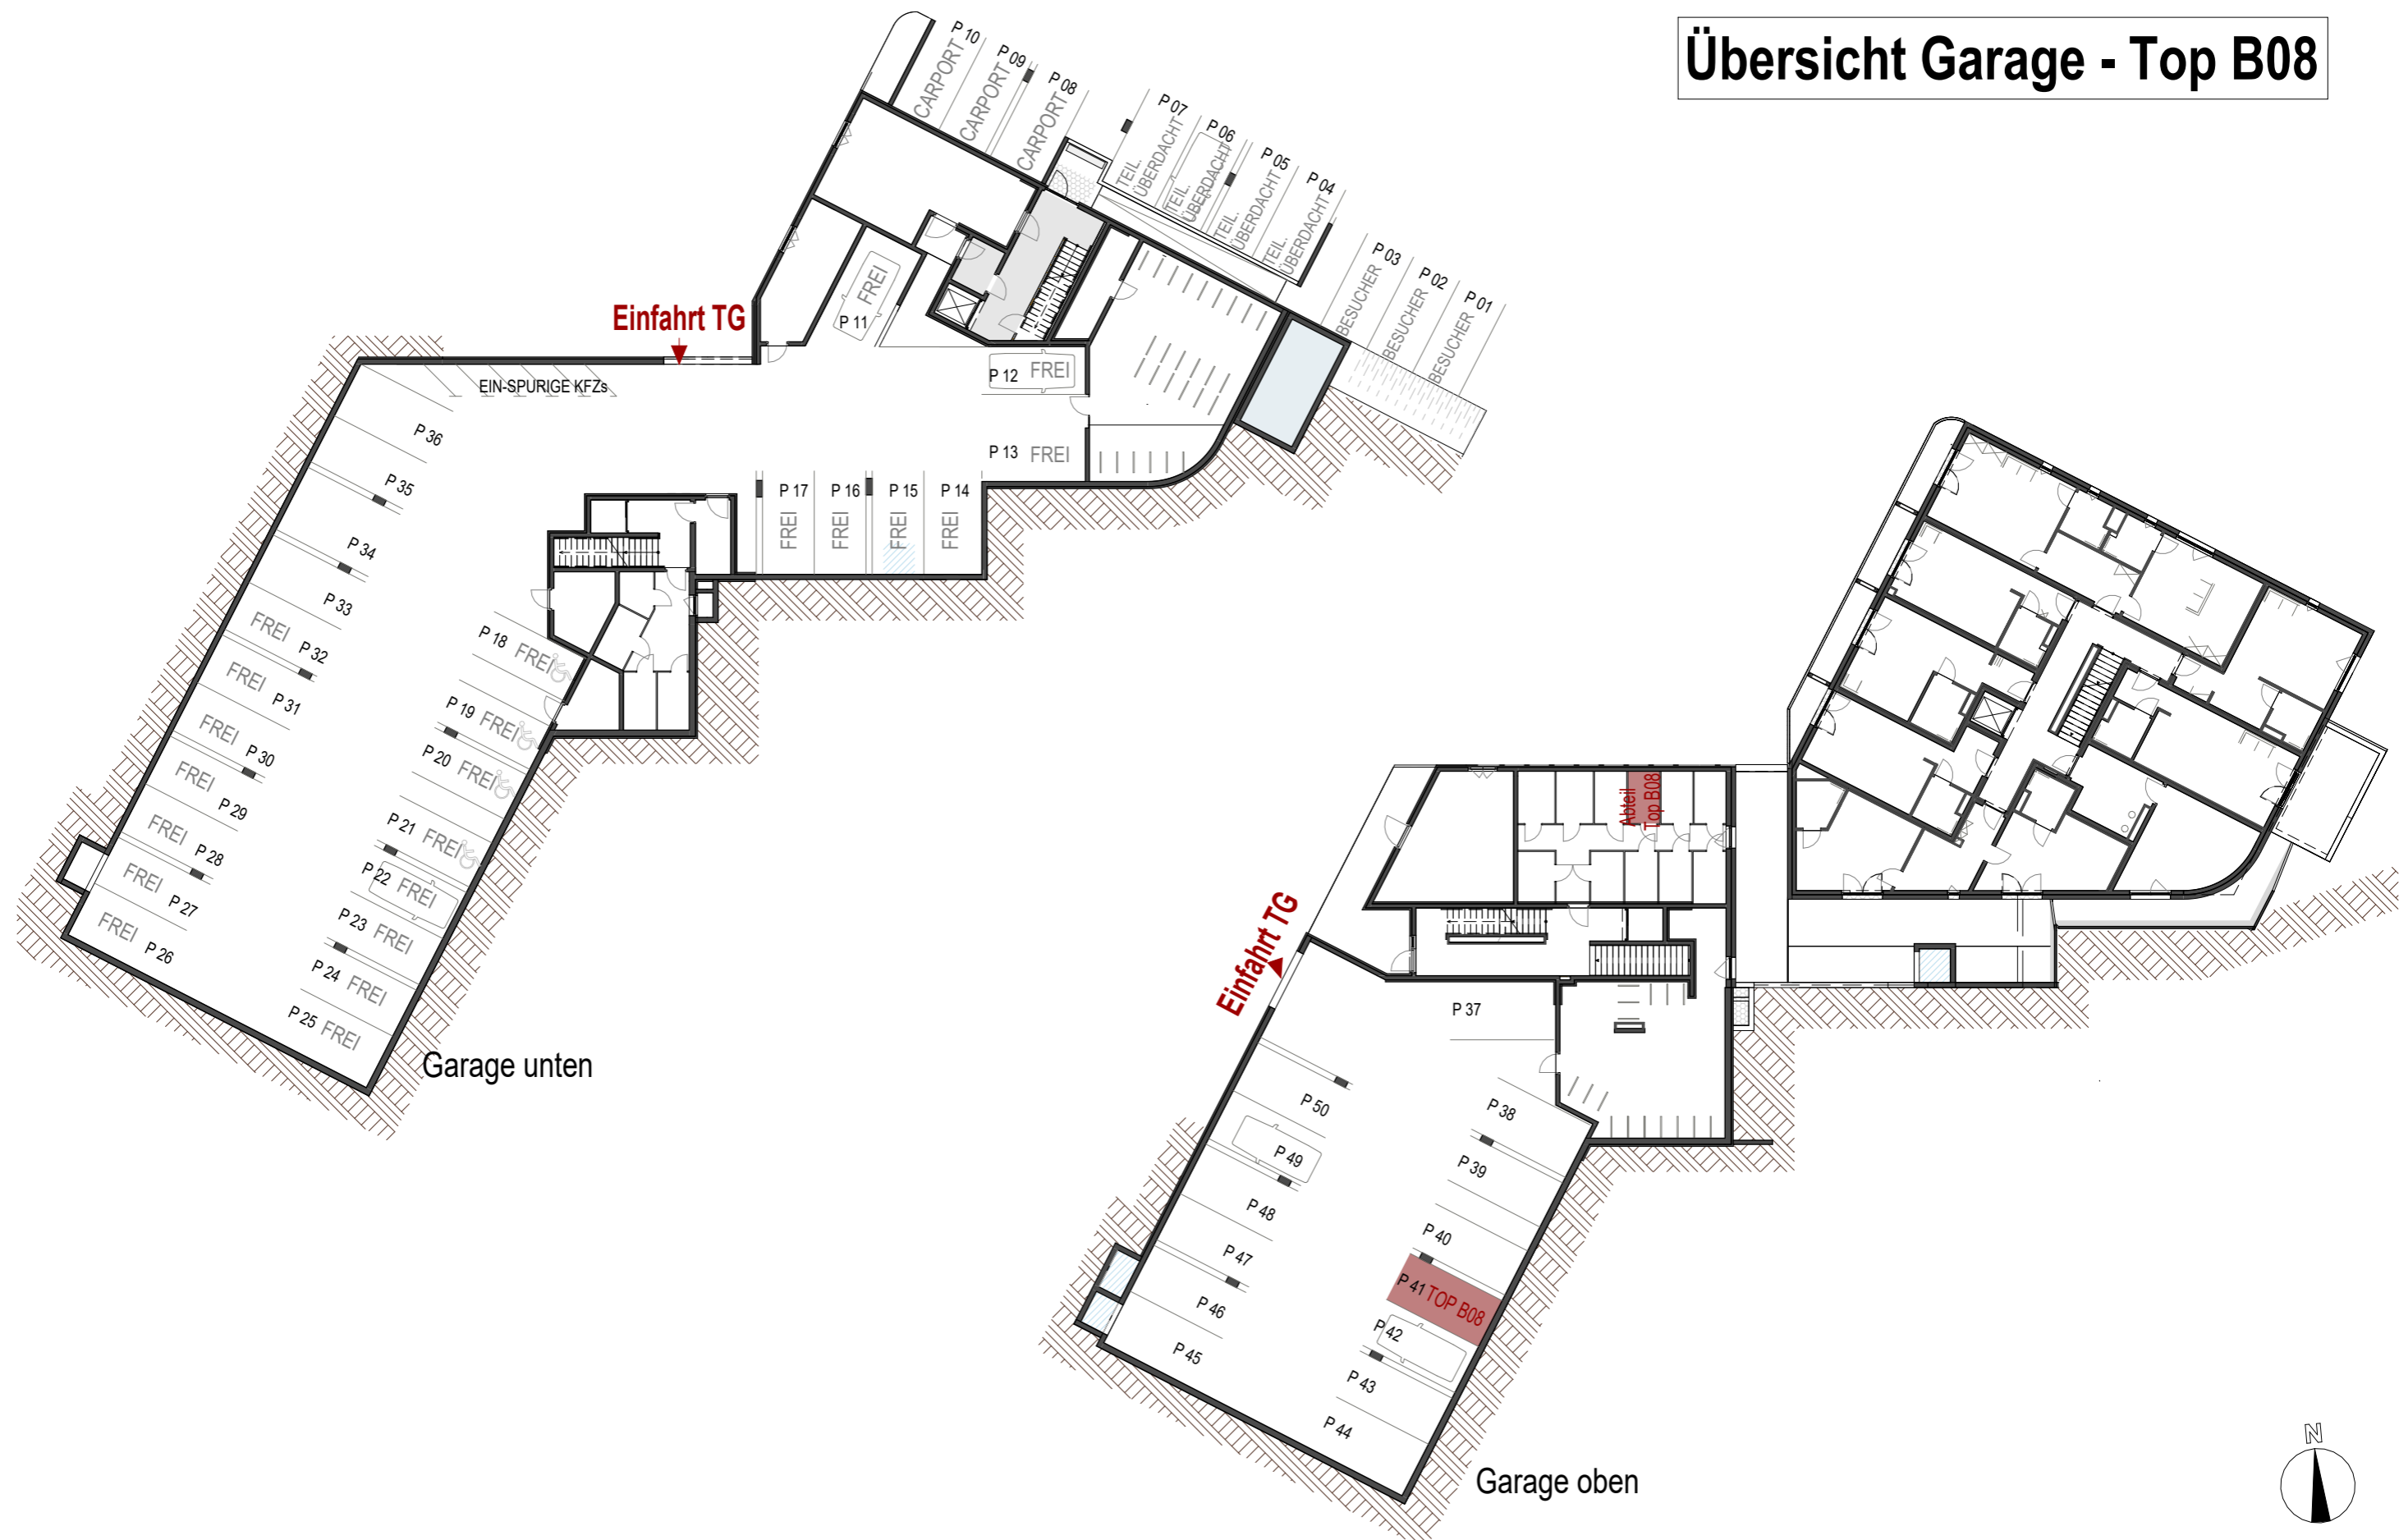 Übersicht Garage - Top B08
P 10
CARPORT
P 09
CARPORT
P 08
CARPORT
P 07
TEIL.
ÜBERDACHT
P 06
TEIL.
ÜBERDACHT
P 05
TEIL.
ÜBERDACHT
P 04
TEIL.
ÜBERDACHT
P 03
BESUCHER
P 02
BESUCHER
P 01
BESUCHER
Einfahrt TG
EIN-SPURIGE KFZs
FREI
P 11
P 12 FREI
P 13 FREI
P 17
FREI
P 16
FREI
P 15
FREI
P 14
FREI
P 36
P 35
P 34
P 33
FREI P 32
FREI P 31
FREI P 30
FREI P 29
FREI P 28
FREI P 27
FREI P 26
P 18 FREI
P 19 FREI
P 20 FREI
P 21 FREI
P 22 FREI
P 23 FREI
P 24 FREI
P 25 FREI
Garage unten
Abteil
Top B08
Einfahrt TG
P 37
P 38
P 39
P 40
P 41 TOP B08
P 42
P 43
P 44
P 50
P 49
P 48
P 47
P 46
P 45
Garage oben
N